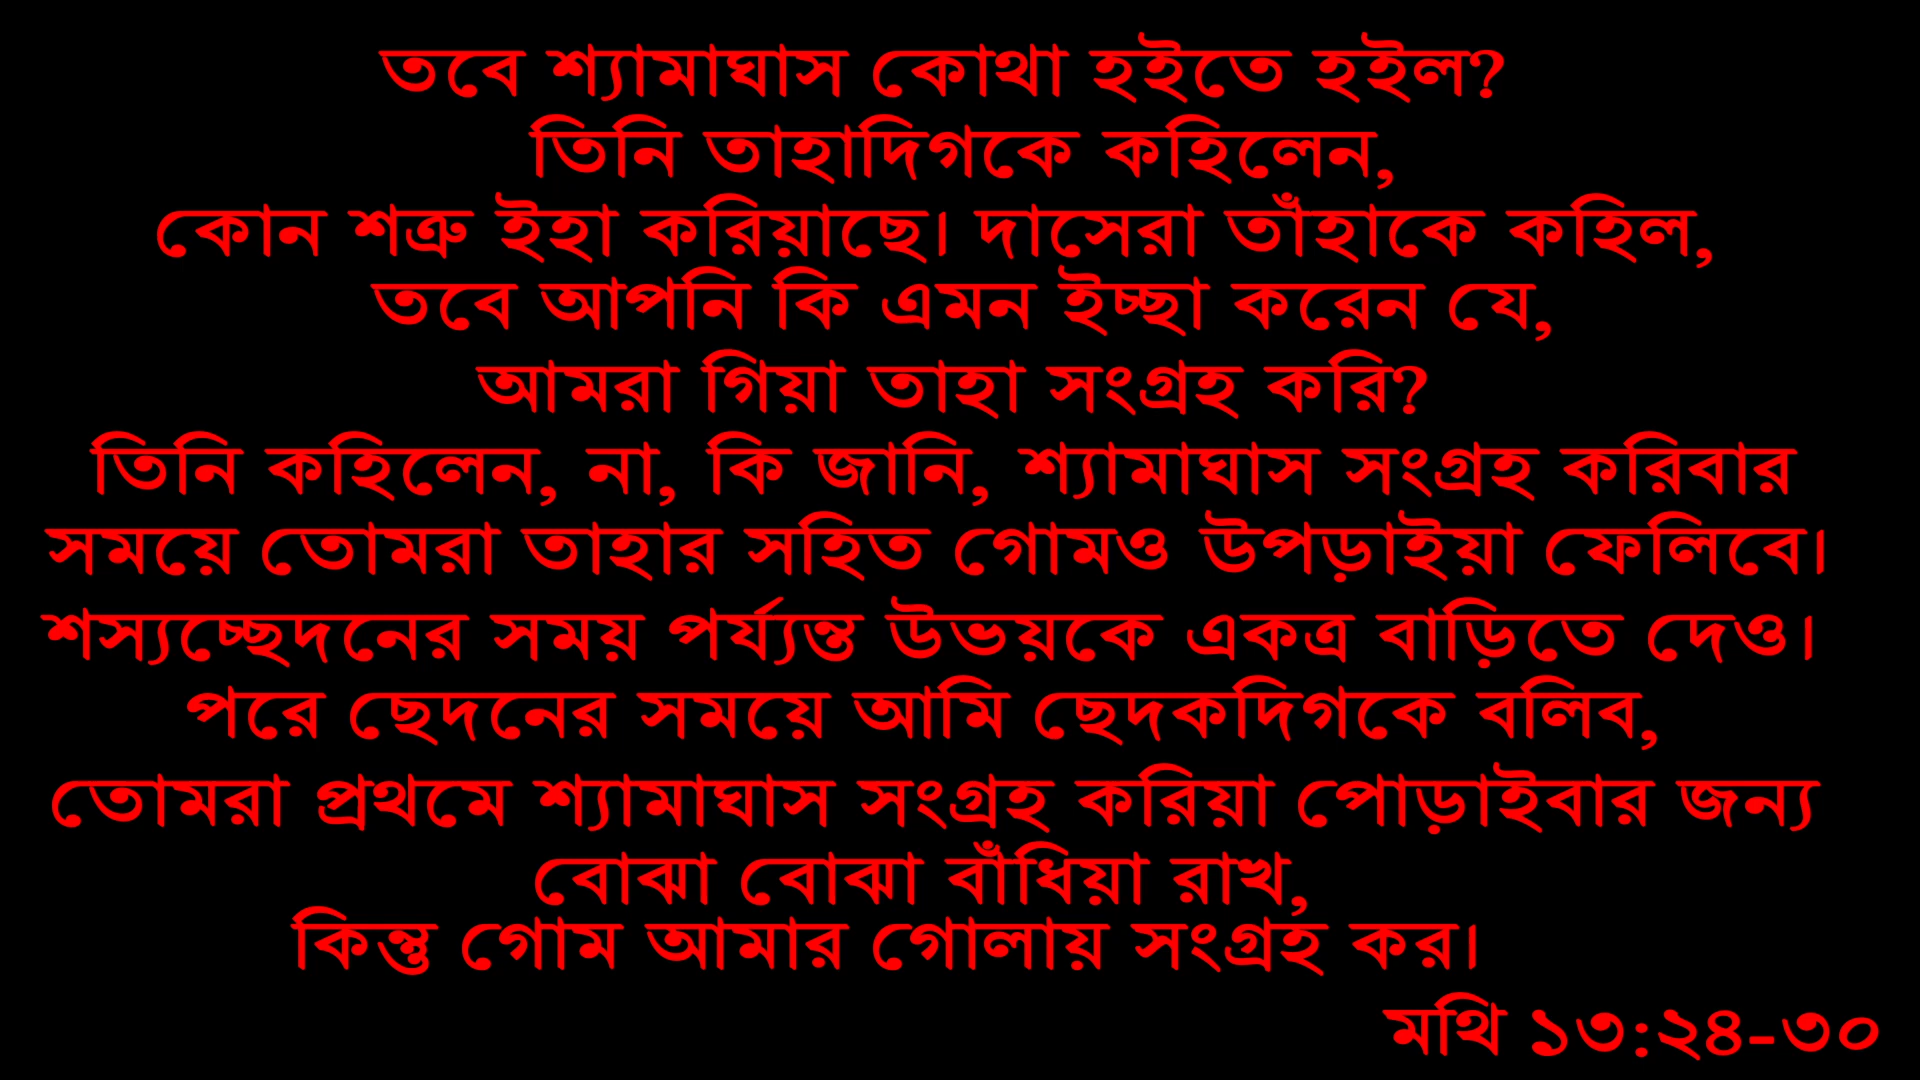 তবে শ্যামাঘাস কোথা হইতে হইল?
তিনি তাহাদিগকে কহিলেন,
কোন শত্রু ইহা করিয়াছে। দাসেরা তাঁহাকে কহিল,
তবে আপনি কি এমন ইচ্ছা করেন যে,
আমরা গিয়া তাহা সংগ্রহ করি?
তিনি কহিলেন, না, কি জানি, শ্যামাঘাস সংগ্রহ করিবার
সময়ে তোমরা তাহার সহিত গোমও উপড়াইয়া ফেলিবে।
শস্যচ্ছেদনের সময় পর্য্যন্ত উভয়কে একত্র বাড়িতে দেও।
পরে ছেদনের সময়ে আমি ছেদকদিগকে বলিব,
তোমরা প্রথমে শ্যামাঘাস সংগ্রহ করিয়া পোড়াইবার জন্য
বোঝা বোঝা বাঁধিয়া রাখ,
কিন্তু গোম আমার গোলায় সংগ্রহ কর।
মথি ১৩:২৪-৩০